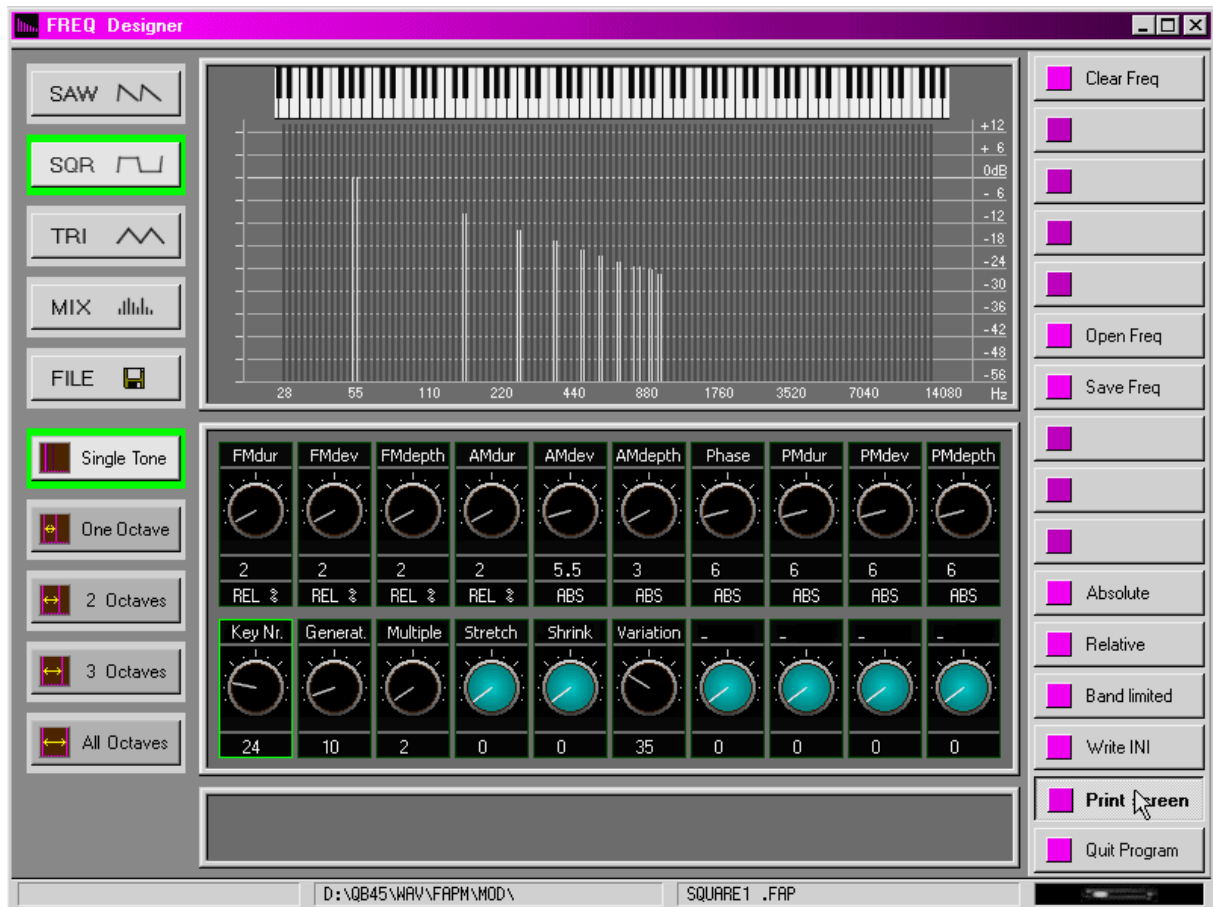 FREQ Designer
SAW
SQR
TRI
MIX
FILE
Single Tone
One Octave
2 Octaves
3 Octaves
All Octaves
+12
+ 6
0dB
- 6
-12
-18
-24
-30
-36
-42
-48
-56
28 55 110 220 440 880 1760 3520 7040 14080 Hz
FMdur FMdev FMdepth AMdur AMdev AMdepth Phase PMdur PMdev PMdepth
2 2 2 2 5.5 3 6 6 6 6
REL % REL % REL % REL % ABS ABS ABS ABS ABS ABS
Key Nr. Generat. Multiple Stretch Shrink Variation - - - -
24 10 2 0 0 35 0 0 0 0
Clear Freq
Open Freq
Save Freq
Absolute
Relative
Band limited
Write INI
Print Screen
Quit Program
D:\QB45\WAV\FAPM\MOD\ SQUARE1 .FAP